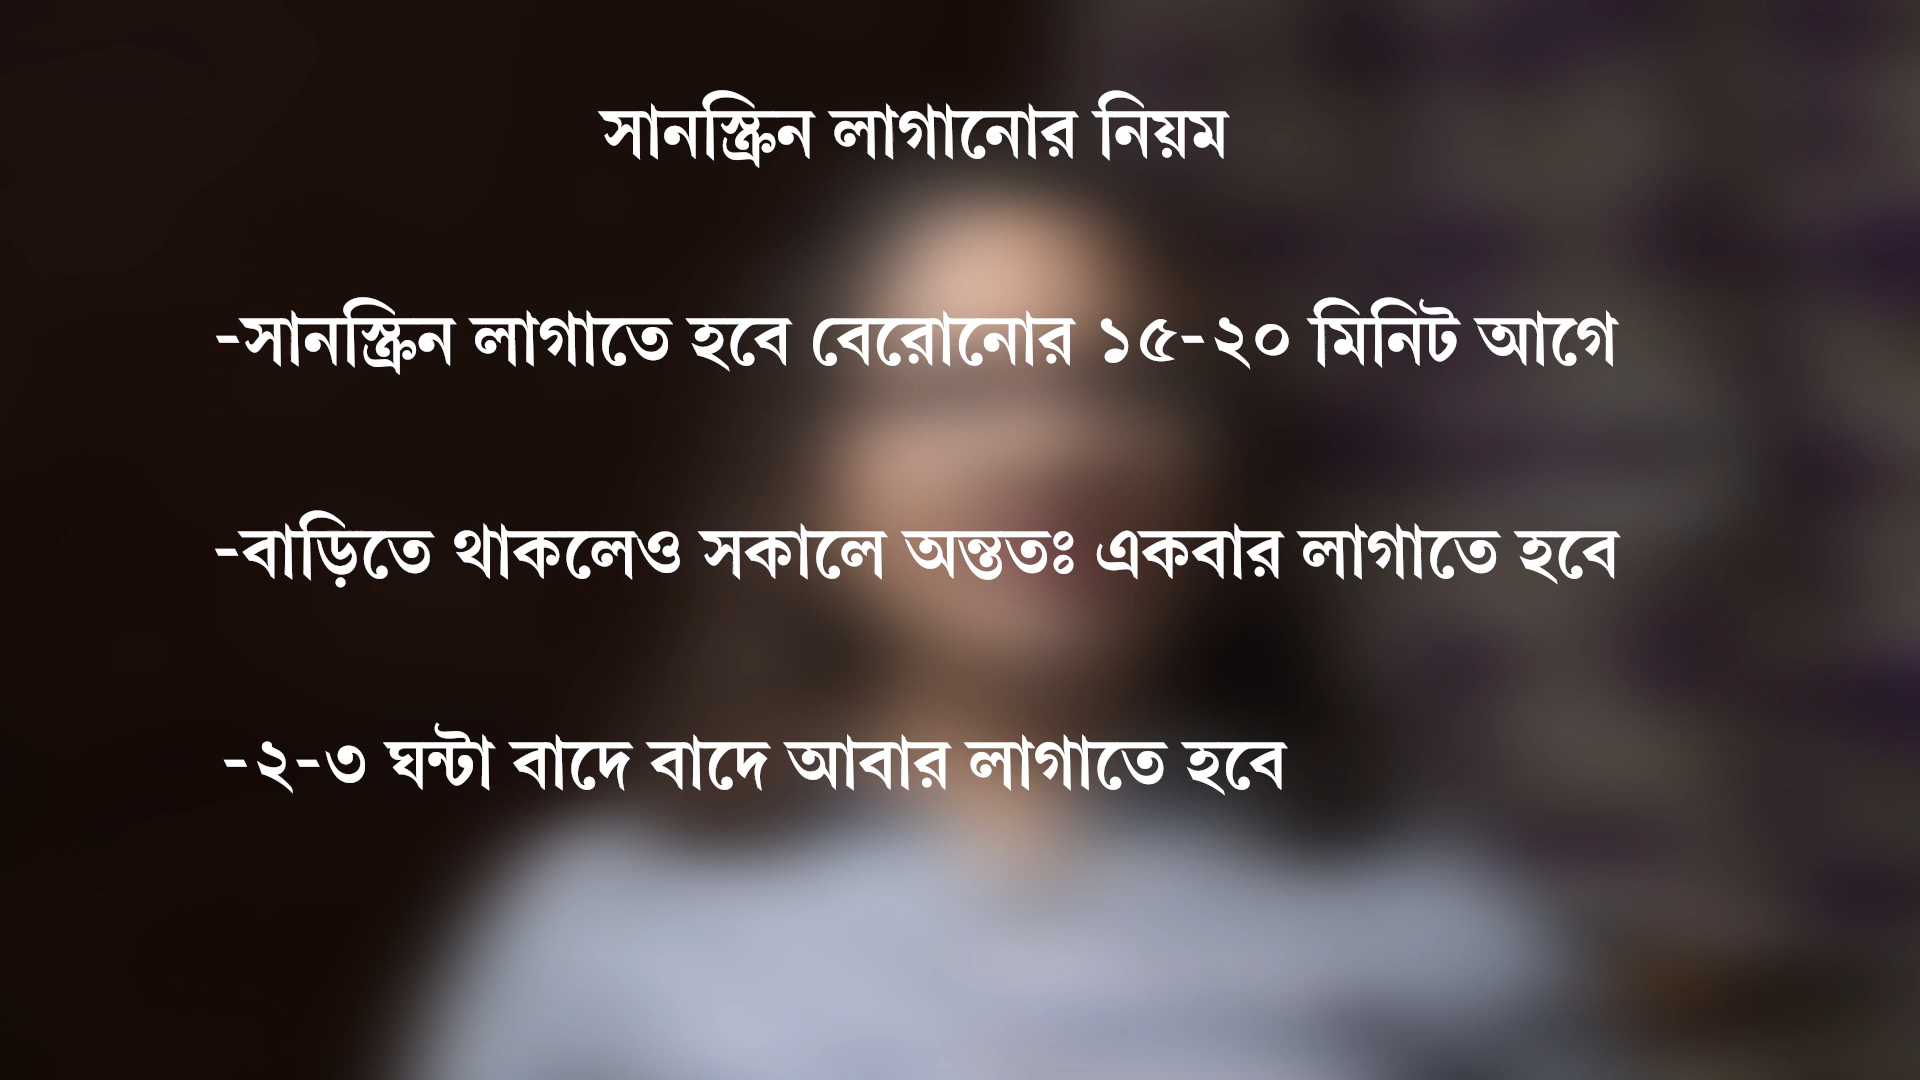 সানস্ক্রিন লাগানোর নিয়ম
-সানস্ক্রিন লাগাতে হবে বেরোনোর ১৫-২০ মিনিট আগে
-বাড়িতে থাকলেও সকালে অন্ততঃ একবার লাগাতে হবে
-২-৩ ঘন্টা বাদে বাদে আবার লাগাতে হবে